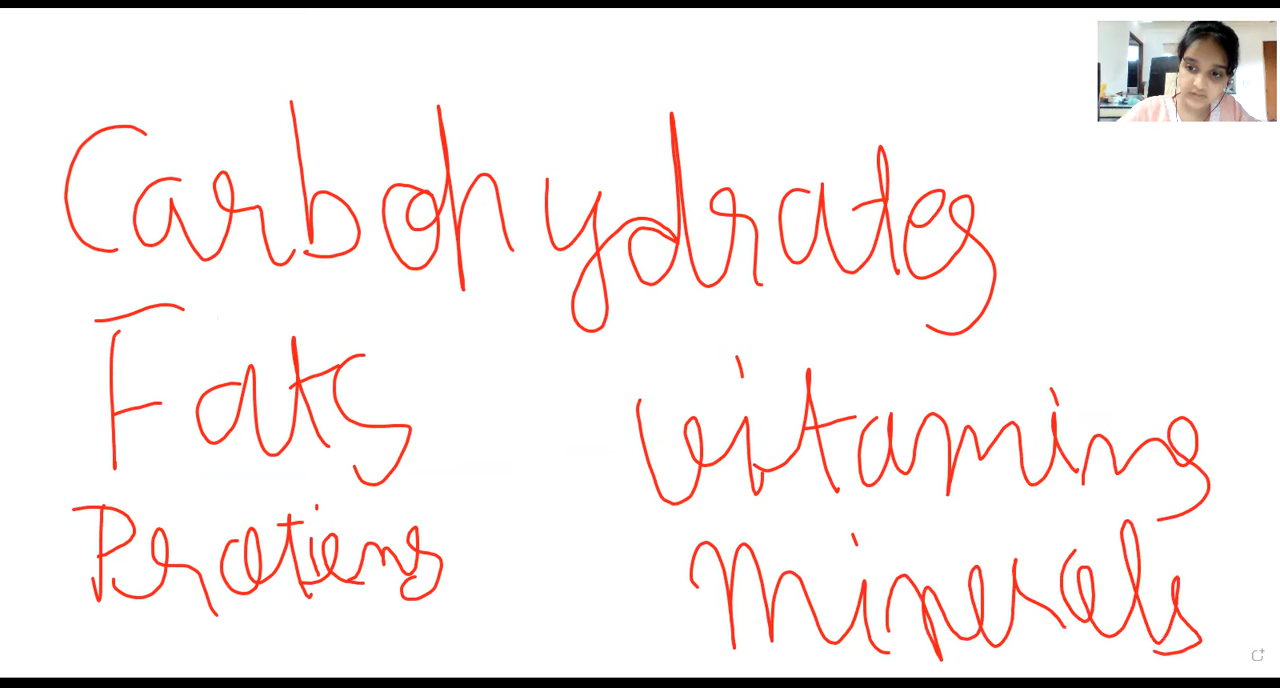 Carbohydrates
Fats
Protiens
Vitamins
Minerals